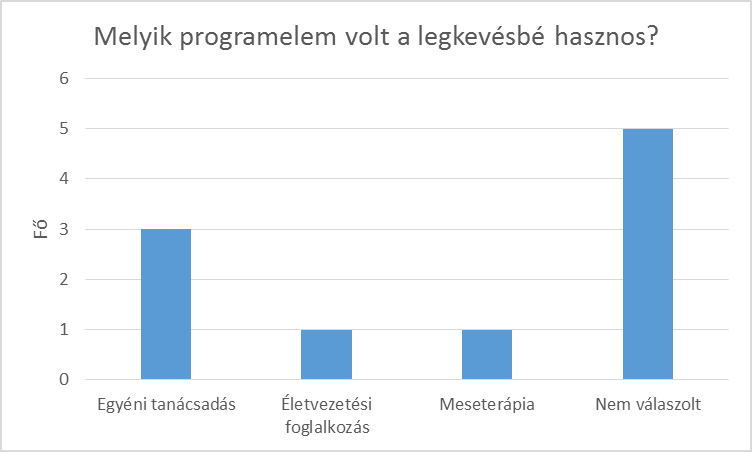 Melyik programelem volt a legkevésbé hasznos?
6
5
4
3
2
1
0
Fő
Egyéni tanácsadás
Életvezetési
foglalkozás
Meseterápia
Nem válaszolt